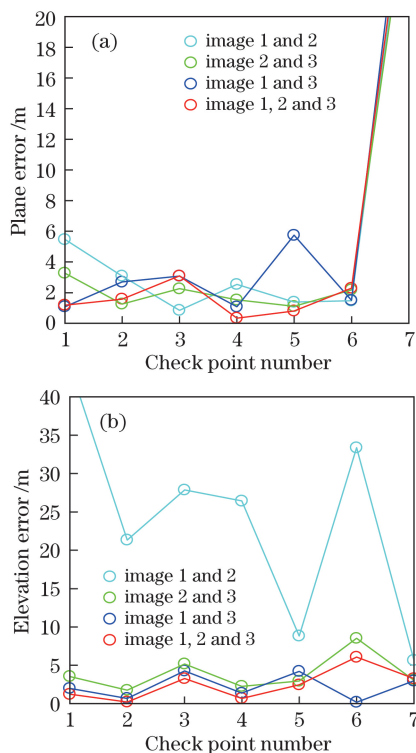 20
(a)
image 1 and 2
18
image 2 and 3
16
image 1 and 3
14
image 1, 2 and 3
12
10
8
6
4
2
0
Plane error /m
1 2 3 4 5 6 7
Check point number
40
(b)
35
30
25
20
15
image 1 and 2
image 2 and 3
10
image 1 and 3
5
image 1, 2 and 3
0
Elevation error /m
1 2 3 4 5 6 7
Check point number